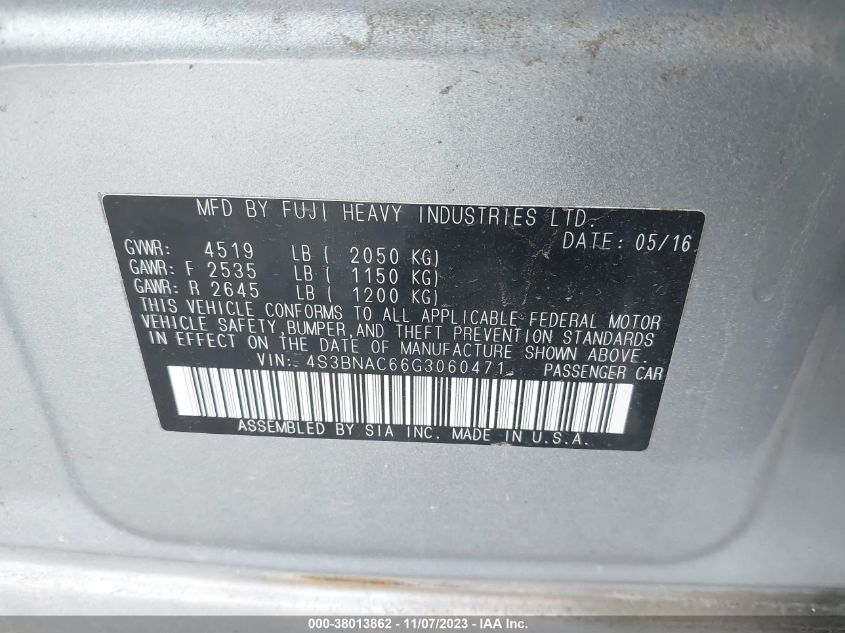 MFD BY FUJI HEAVY INDUSTRIES LTD.
DATE: 05/16
GVWR: 4519 LB ( 2050 KG)
GAWR: F 2535 LB ( 1150 KG)
GAWR: R 2645 LB ( 1200 KG)
THIS VEHICLE CONFORMS TO ALL APPLICABLE FEDERAL MOTOR
VEHICLE SAFETY, BUMPER, AND THEFT PREVENTION STANDARDS
IN EFFECT ON THE DATE OF MANUFACTURE SHOWN ABOVE.
VIN: 4S3BNAC66G3060471 PASSENGER CAR
ASSEMBLED BY SIA INC. MADE IN U.S.A.
000-38013862 - 11/07/2023 - IAA Inc.